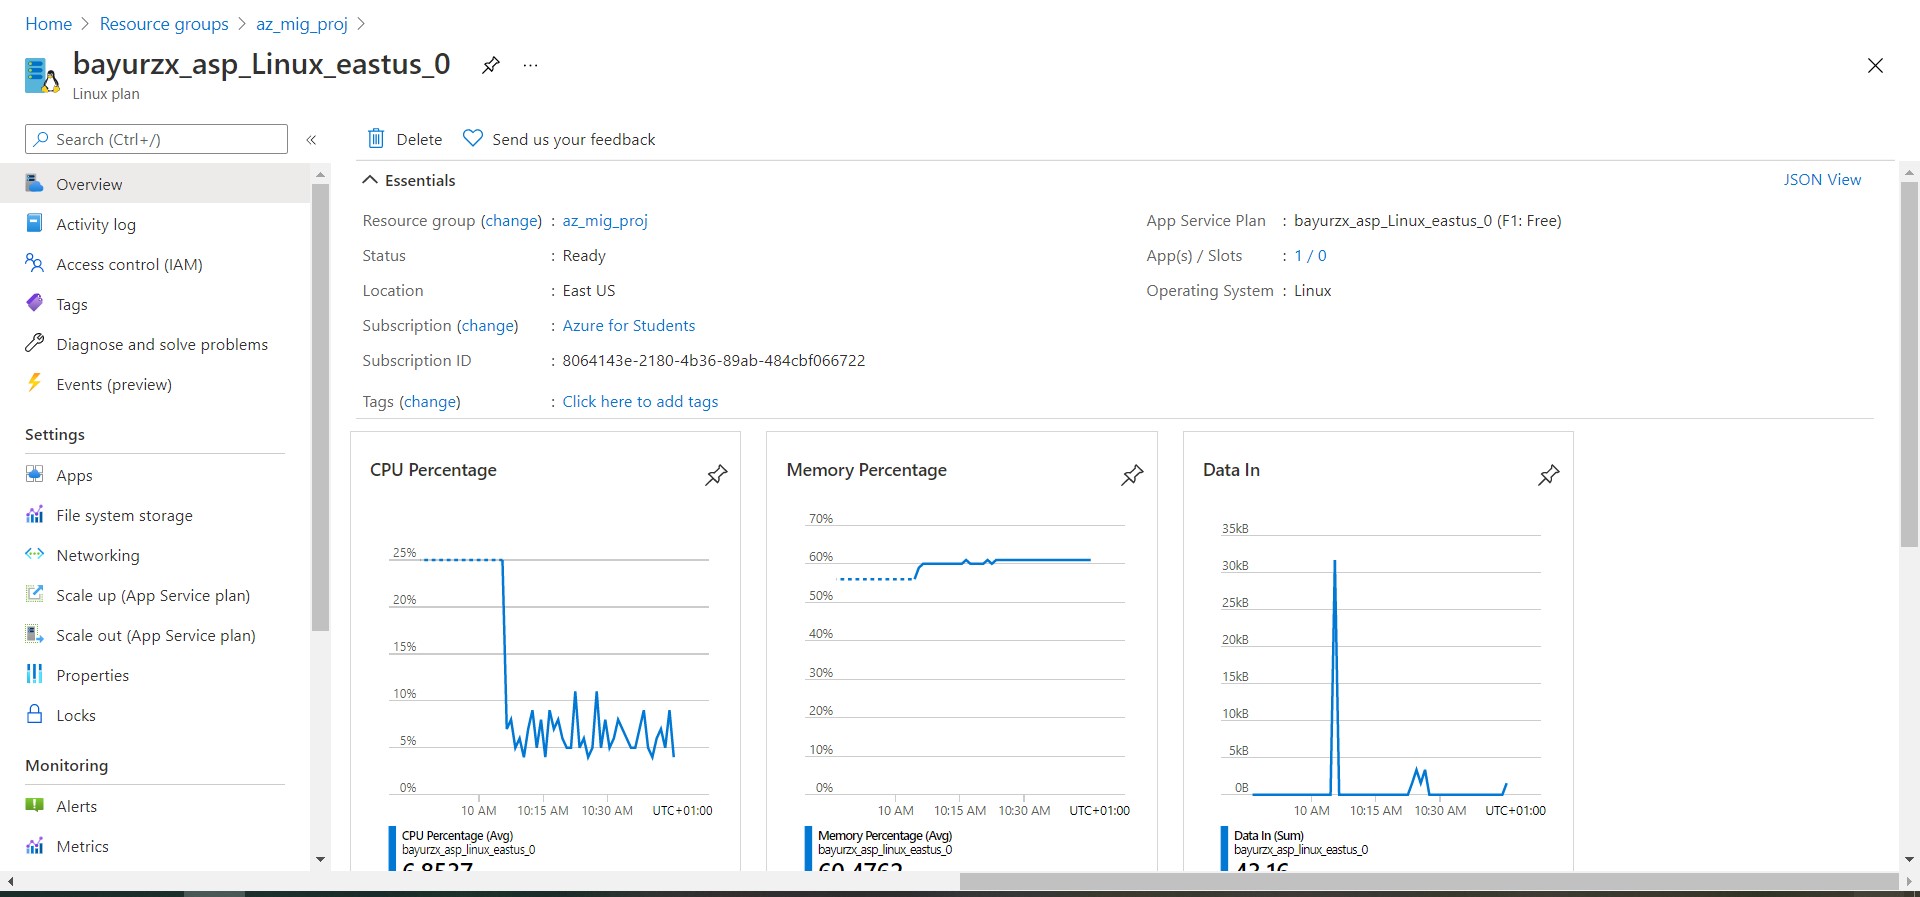 Home > Resource groups > az_mig_proj >
bayurzx_asp_Linux_eastus_0 ...
Linux plan
Search (Ctrl+/) «
Overview
Activity log
Access control (IAM)
Tags
Diagnose and solve problems
Events (preview)
Settings
Apps
File system storage
Networking
Scale up (App Service plan)
Scale out (App Service plan)
Properties
Locks
Monitoring
Alerts
Metrics
Delete Send us your feedback
Essentials JSON View
Resource group (change) : az_mig_proj
Status : Ready
Location : East US
Subscription (change) : Azure for Students
Subscription ID : 8064143e-2180-4b36-89ab-484cbf066722
Tags (change) : Click here to add tags
App Service Plan : bayurzx_asp_Linux_eastus_0 (F1: Free)
App(s) / Slots : 1 / 0
Operating System : Linux
CPU Percentage
25%
20%
15%
10%
5%
0%
10 AM 10:15 AM 10:30 AM UTC+01:00
CPU Percentage (Avg)
bayurzx_asp_linux_eastus_0
6.8537
Memory Percentage
70%
60%
50%
40%
30%
20%
10%
0%
10 AM 10:15 AM 10:30 AM UTC+01:00
Memory Percentage (Avg)
bayurzx_asp_linux_eastus_0
60.4762
Data In
35kB
30kB
25kB
20kB
15kB
10kB
5kB
0B
10 AM 10:15 AM 10:30 AM UTC+01:00
Data In (Sum)
bayurzx_asp_linux_eastus_0